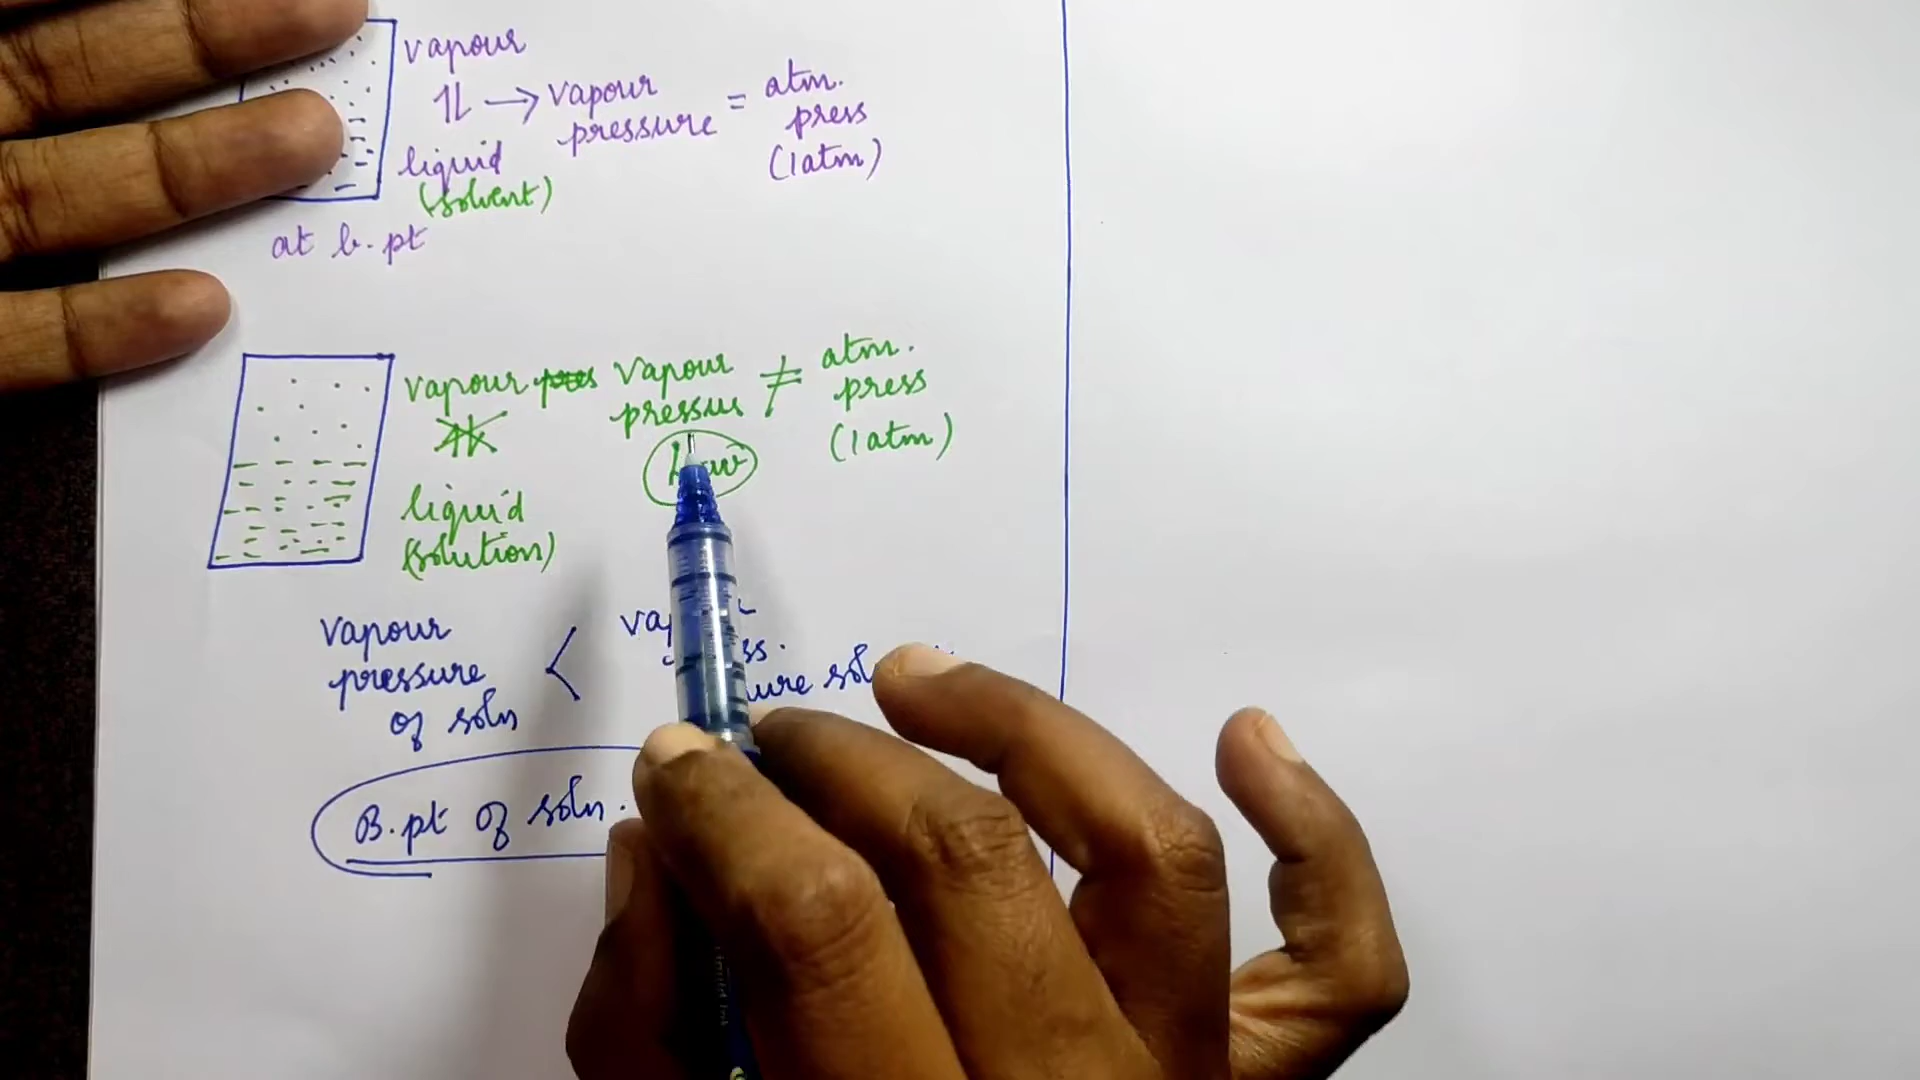 vapour
⇌ → vapour pressure = atm. press (1atm)
liquid
(solvent)
at b.pt
vapour vapour pressure ≠ atm. press (1atm)
liquid
(solution)
vapour pressure of soln <
B.pt of soln.